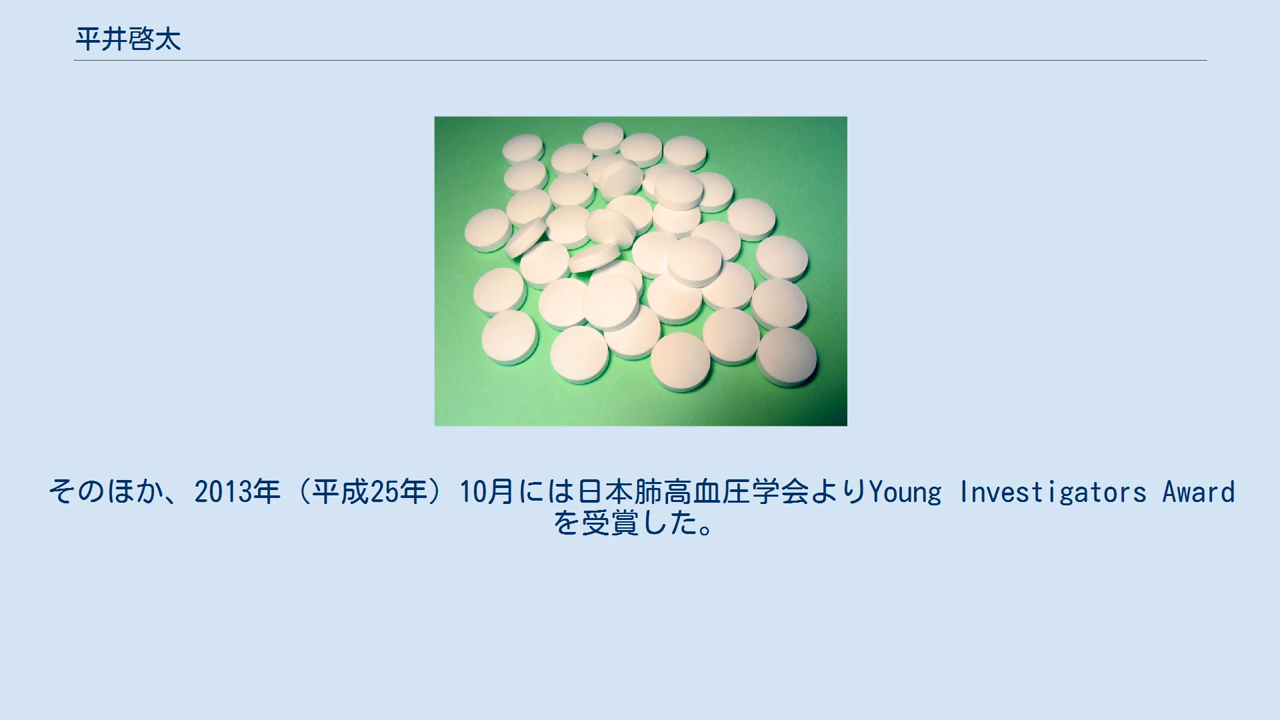 平井啓太
そのほか、2013年（平成25年）10月には日本肺高血圧学会よりYoung Investigators Award
を受賞した。